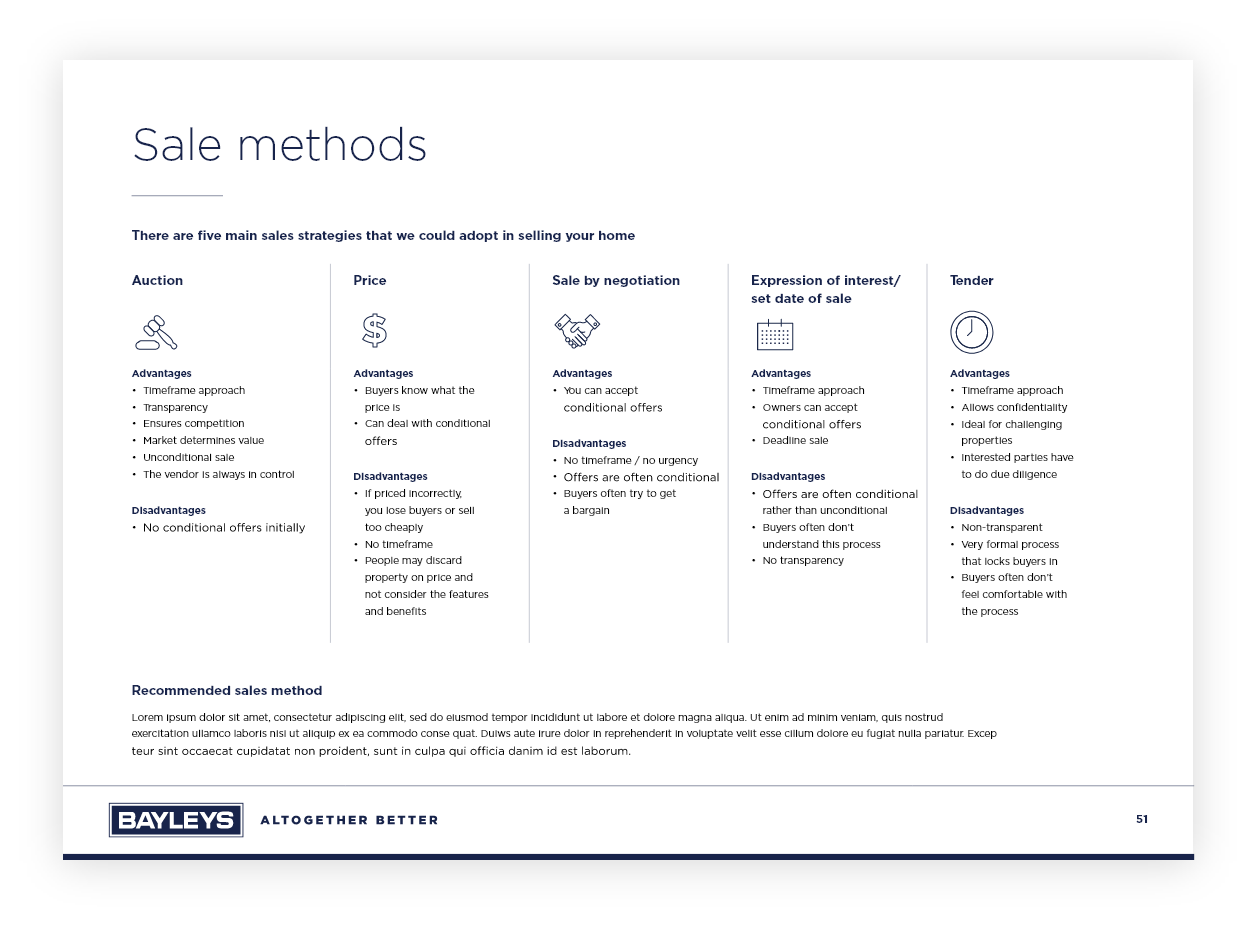 Sale methods
There are five main sales strategies that we could adopt in selling your home
Auction
Advantages
• Timeframe approach
• Transparency
• Ensures competition
• Market determines value
• Unconditional sale
• The vendor is always in control
Disadvantages
• No conditional offers initially
Price
$
Advantages
• Buyers know what the
price is
• Can deal with conditional
offers
Disadvantages
• If priced incorrectly,
you lose buyers or sell
too cheaply
• No timeframe
• People may discard
property on price and
not consider the features
and benefits
Sale by negotiation
Advantages
• You can accept
conditional offers
Disadvantages
• No timeframe / no urgency
• Offers are often conditional
• Buyers often try to get
a bargain
Expression of interest/
set date of sale
Advantages
• Timeframe approach
• Owners can accept
conditional offers
• Deadline sale
Disadvantages
• Offers are often conditional
rather than unconditional
• Buyers often don't
understand this process
• No transparency
Tender
Advantages
• Timeframe approach
• Allows confidentiality
• Ideal for challenging
properties
• Interested parties have
to do due diligence
Disadvantages
• Non-transparent
• Very formal process
that locks buyers in
• Buyers often don't
feel comfortable with
the process
Recommended sales method
Lorem ipsum dolor sit amet, consectetur adipiscing elit, sed do eiusmod tempor incididunt ut labore et dolore magna aliqua. Ut enim ad minim veniam, quis nostrud
exercitation ullamco laboris nisi ut aliquip ex ea commodo conse quat. Duiws aute irure dolor in reprehenderit in voluptate velit esse cillum dolore eu fugiat nulla pariatur. Excep
teur sint occaecat cupidatat non proident, sunt in culpa qui officia danim id est laborum.
BAYLEYS ALTOGETHER BETTER
51